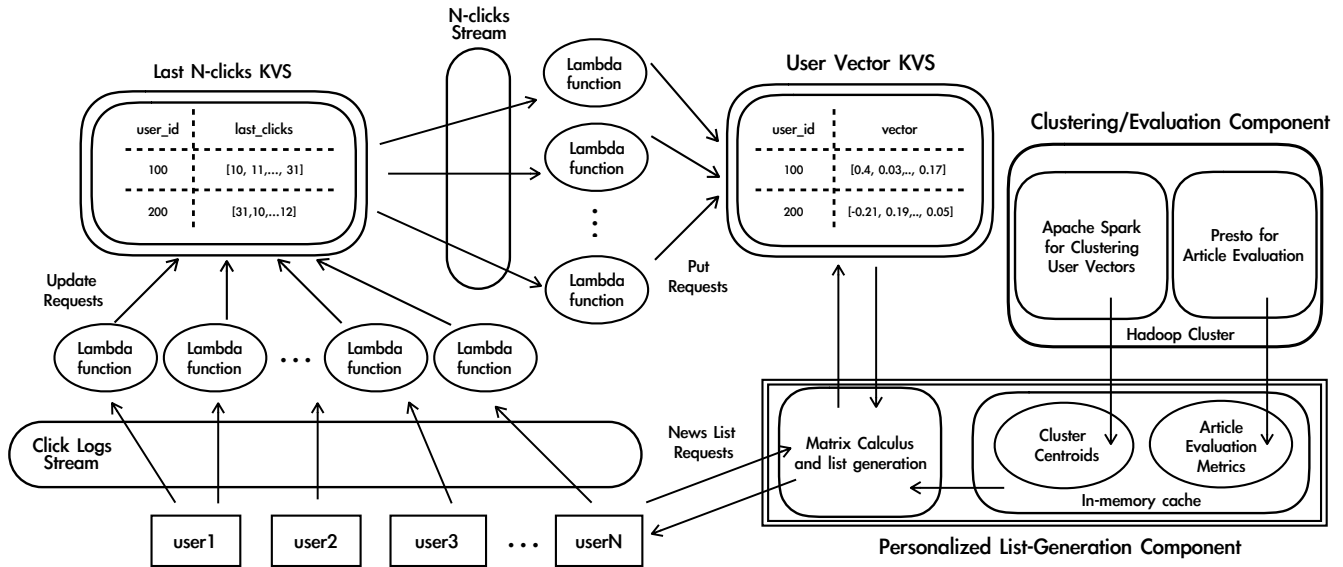 N-clicks
Stream
Last N-clicks KVS
user_id last_clicks
100 [10, 11,..., 31]
200 [31,10,...12]
Lambda
function
Lambda
function
Lambda
function
User Vector KVS
user_id vector
100 [0.4, 0.03,.., 0.17]
200 [-0.21, 0.19,.., 0.05]
Put
Requests
Clustering/Evaluation Component
Apache Spark
for Clustering
User Vectors
Presto for
Article Evaluation
Hadoop Cluster
Update
Requests
Lambda
function
Lambda
function
...
Lambda
function
Lambda
function
Click Logs
Stream
News List
Requests
Matrix Calculus
and list generation
Cluster
Centroids
Article
Evaluation
Metrics
In-memory cache
user1
user2
user3
...
userN
Personalized List-Generation Component